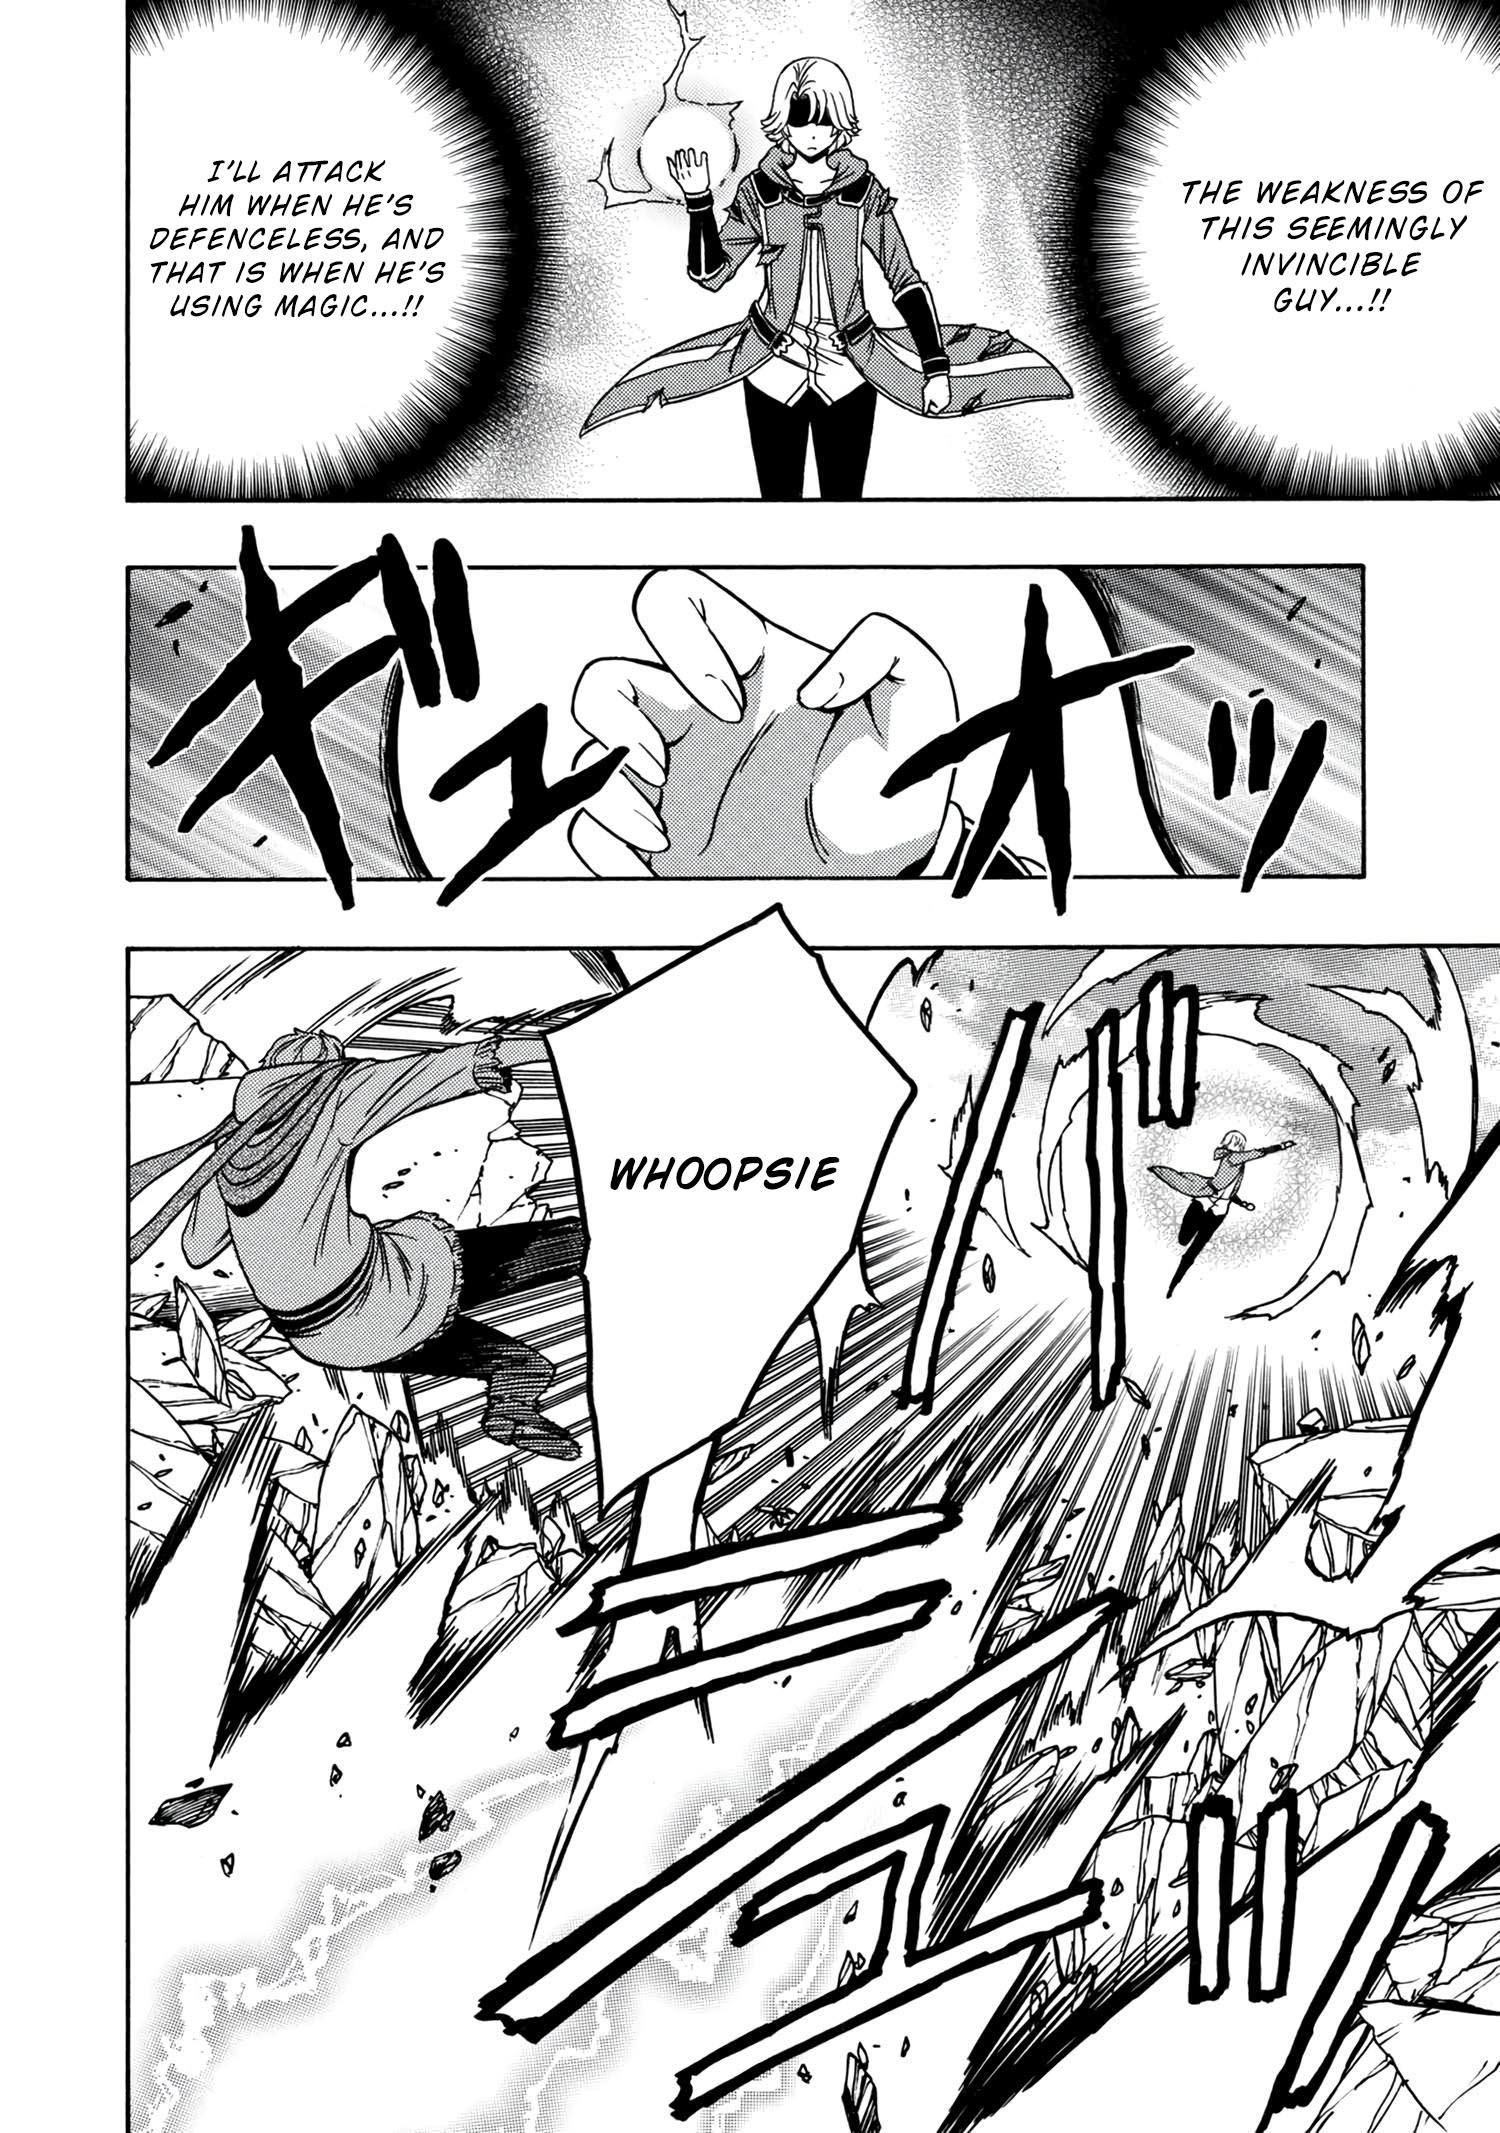 THE WEAKNESS OF
THIS SEEMINGLY
INVINCIBLE
GUY...!!
I'LL ATTACK
HIM WHEN HE'S
DEFENCELESS, AND
THAT IS WHEN HE'S
USING MAGIC...!!
ギュオッ
WHOOPSIE